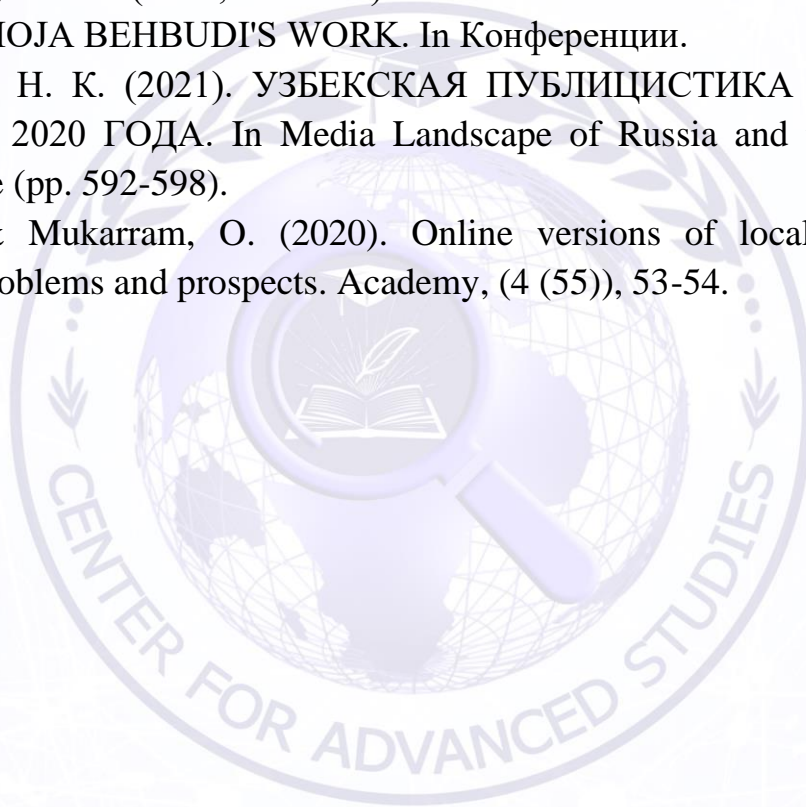 HOJA BEHBUDI'S WORK. In Конференции.
Н. К. (2021). УЗБЕКСКАЯ ПУБЛИЦИСТИКА
2020 ГОДА. In Media Landscape of Russia and
(pp. 592-598).
Mukarram, O. (2020). Online versions of local
problems and prospects. Academy, (4 (55)), 53-54.
CENTER FOR ADVANCED STUDIES